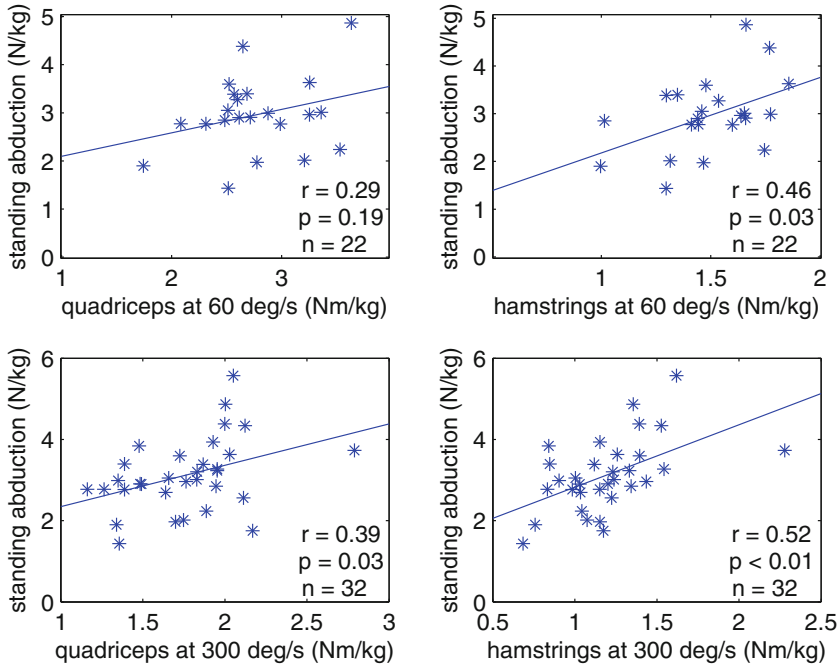 standing abduction (N/kg)
5
4
3
2
1
0
1
2
3
r = 0.29
p = 0.19
n = 22
quadriceps at 60 deg/s (Nm/kg)
standing abduction (N/kg)
5
4
3
2
1
0
1
1.5
2
r = 0.46
p = 0.03
n = 22
hamstrings at 60 deg/s (Nm/kg)
standing abduction (N/kg)
6
4
2
0
1
1.5
2
2.5
3
r = 0.39
p = 0.03
n = 32
quadriceps at 300 deg/s (Nm/kg)
standing abduction (N/kg)
6
4
2
0
0.5
1
1.5
2
2.5
r = 0.52
p < 0.01
n = 32
hamstrings at 300 deg/s (Nm/kg)